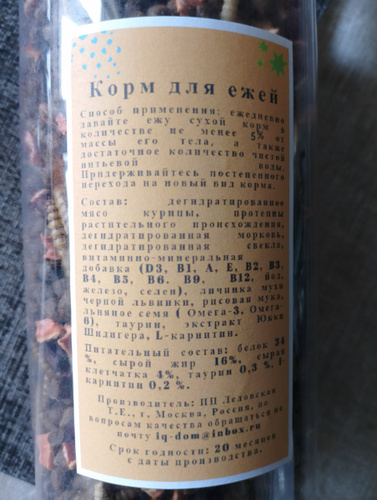 Корм для ежей
Способ применения: ежедневно
давайте ежу сухой корм в
количестве не менее 5% от
массы его тела, а также
достаточное количество чистой
питьевой воды.
Придерживайтесь постепенного
перехода на новый вид корма.
Состав: дегидратированное
мясо курицы, протеины
растительного происхождения,
дегидратированная морковь,
дегидратированная свекла,
витаминно-минеральная
добавка (D3, B1, A, E, B2, B3,
B4, B5, B6, B9, B12, йод,
железо, селен), личинка мухи
черной львинки, рисовая мука,
льняное семя ( Омега-3, Омега-
6), таурин, экстракт Юкки
Шидигера, L-карнитин.
Питательный состав: белок 34
%, сырой жир 16%, сырая
клетчатка 4%, таурин 0,3 %, l-
карнитин 0,2 %.
Производитель: ИП Ледовская
Т.Е., г. Москва, Россия, по
вопросам качества обращаться на
почту iq-dom@inbox.ru
Срок годности: 20 месяцев
с даты производства.